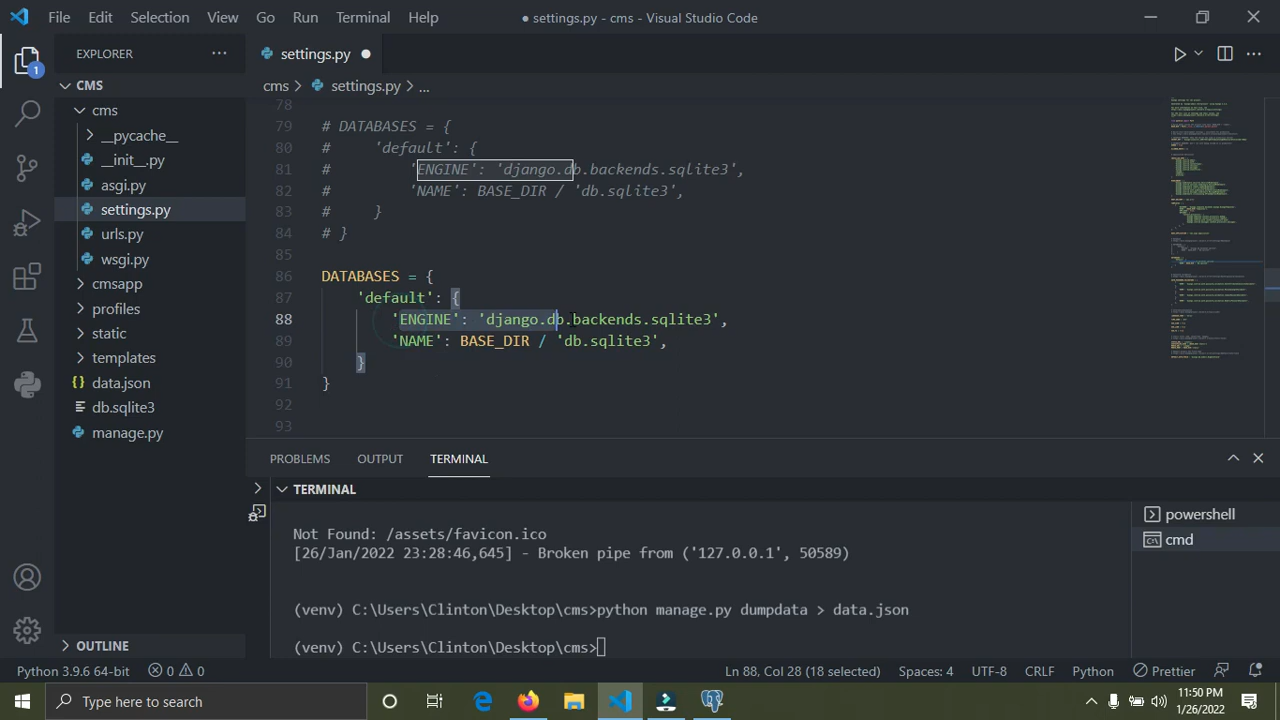 File Edit Selection View Go Run Terminal Help ● settings.py - cms - Visual Studio Code
EXPLORER ···
settings.py ●
1
CMS
cms > settings.py > ...
cms
__pycache__
__init__.py
asgi.py
settings.py
urls.py
wsgi.py
cmsapp
profiles
static
templates
data.json
db.sqlite3
manage.py
OUTLINE
78
79 # DATABASES = {
80 #     'default': {
81 #         'ENGINE': 'django.db.backends.sqlite3',
82 #         'NAME': BASE_DIR / 'db.sqlite3',
83 #     }
84 # }
85
86 DATABASES = {
87     'default': {
88         'ENGINE': 'django.db.backends.sqlite3',
89         'NAME': BASE_DIR / 'db.sqlite3',
90     }
91 }
92
93
PROBLEMS OUTPUT TERMINAL
TERMINAL
Not Found: /assets/favicon.ico
[26/Jan/2022 23:28:46,645] - Broken pipe from ('127.0.0.1', 50589)
(venv) C:\Users\Clinton\Desktop\cms>python manage.py dumpdata > data.json
(venv) C:\Users\Clinton\Desktop\cms>
powershell
cmd
Python 3.9.6 64-bit 0 0 Ln 88, Col 28 (18 selected) Spaces: 4 UTF-8 CRLF Python Prettier
Type here to search
11:50 PM
1/26/2022